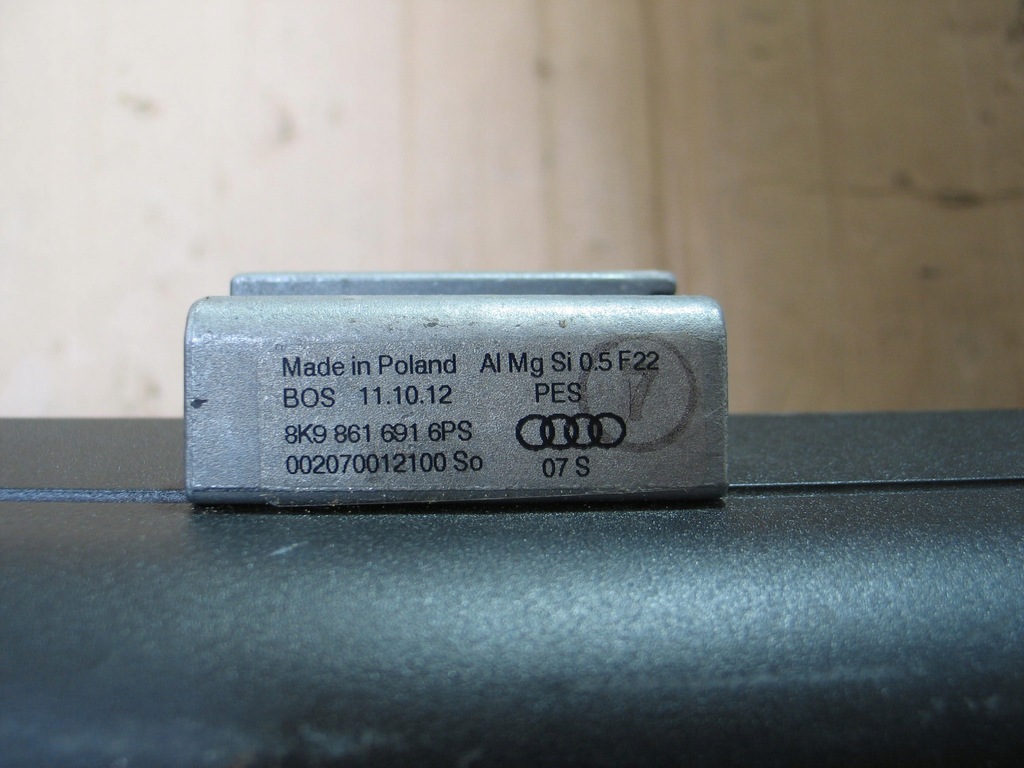 Made in Poland Al Mg Si 0.5 F22
BOS 11.10.12 PES
8K9 861 691 6PS
002070012100 So 07 S